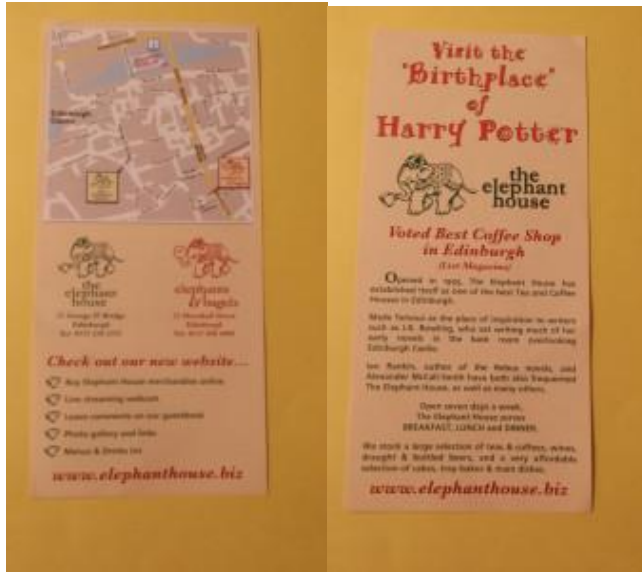 the
elephant
house
21 George IV Bridge
Edinburgh
elephants
& bagels
Edinburgh
Check out our new website...
Buy Elephant House merchandise online
Live streaming webcam
Leave comments on our guestbook
Photo gallery and links
Menus & Drinks list
www.elephanthouse.biz
Visit the
"Birthplace"
of
Harry Potter
the
elephant
house
Voted Best Coffee Shop
in Edinburgh
(List Magazine)
Opened in 1995, The Elephant House has
established itself as one of the best Tea and Coffee
Houses in Edinburgh.
Made famous as the place of inspiration to writers
such as J.K. Rowling, who sat writing much of her
early novels in the back room overlooking
Edinburgh Castle.
Ian Rankin, author of the Rebus novels, and
Alexander McCall-Smith have both also frequented
The Elephant House, as well as many others.
Open seven days a week,
The Elephant House serves
BREAKFAST, LUNCH and DINNER.
We stock a large selection of teas & coffees, wines,
draught & bottled beers, and a very affordable
selection of cakes, tray bakes & main dishes.
www.elephanthouse.biz